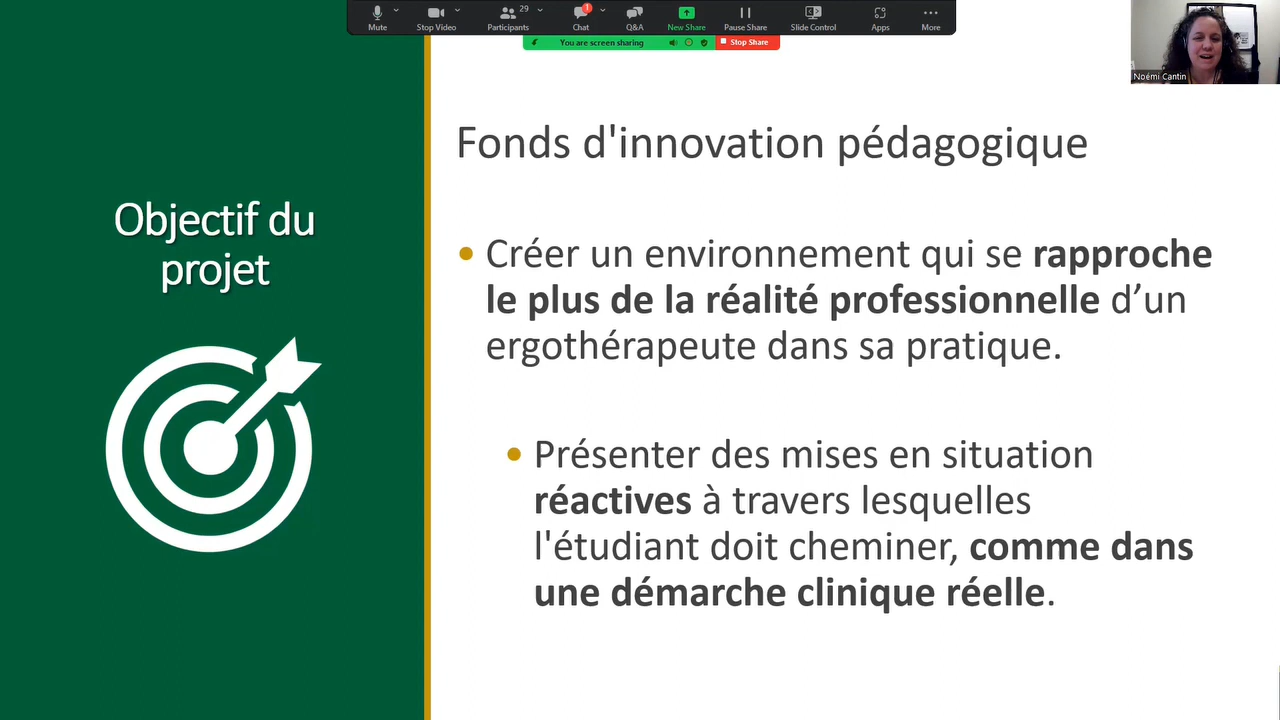 29
1
Mute
Stop Video
Participants
Chat
Q&A
New Share
Pause Share
Slide Control
Apps
More
You are screen sharing
Stop Share
Noémi Cantin
Objectif du
projet
Fonds d'innovation pédagogique
• Créer un environnement qui se rapproche
le plus de la réalité professionnelle d’un
ergothérapeute dans sa pratique.
• Présenter des mises en situation
réactives à travers lesquelles
l'étudiant doit cheminer, comme dans
une démarche clinique réelle.